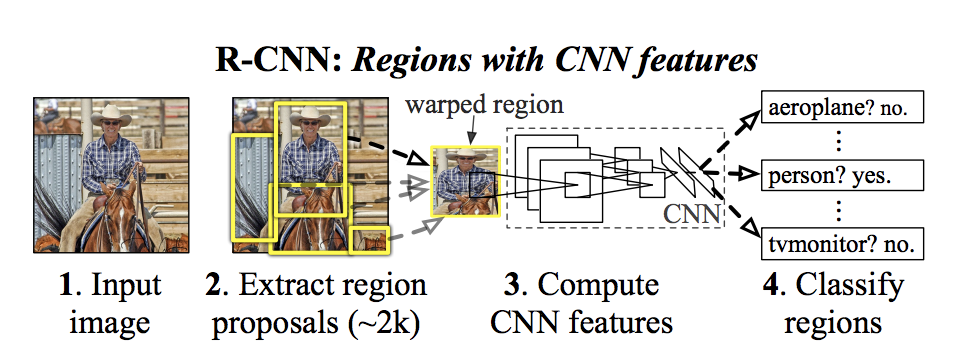 R-CNN: Regions with CNN features
warped region
aeroplane? no.
person? yes.
tvmonitor? no.
CNN
1. Input
image
2. Extract region
proposals (~2k)
3. Compute
CNN features
4. Classify
regions